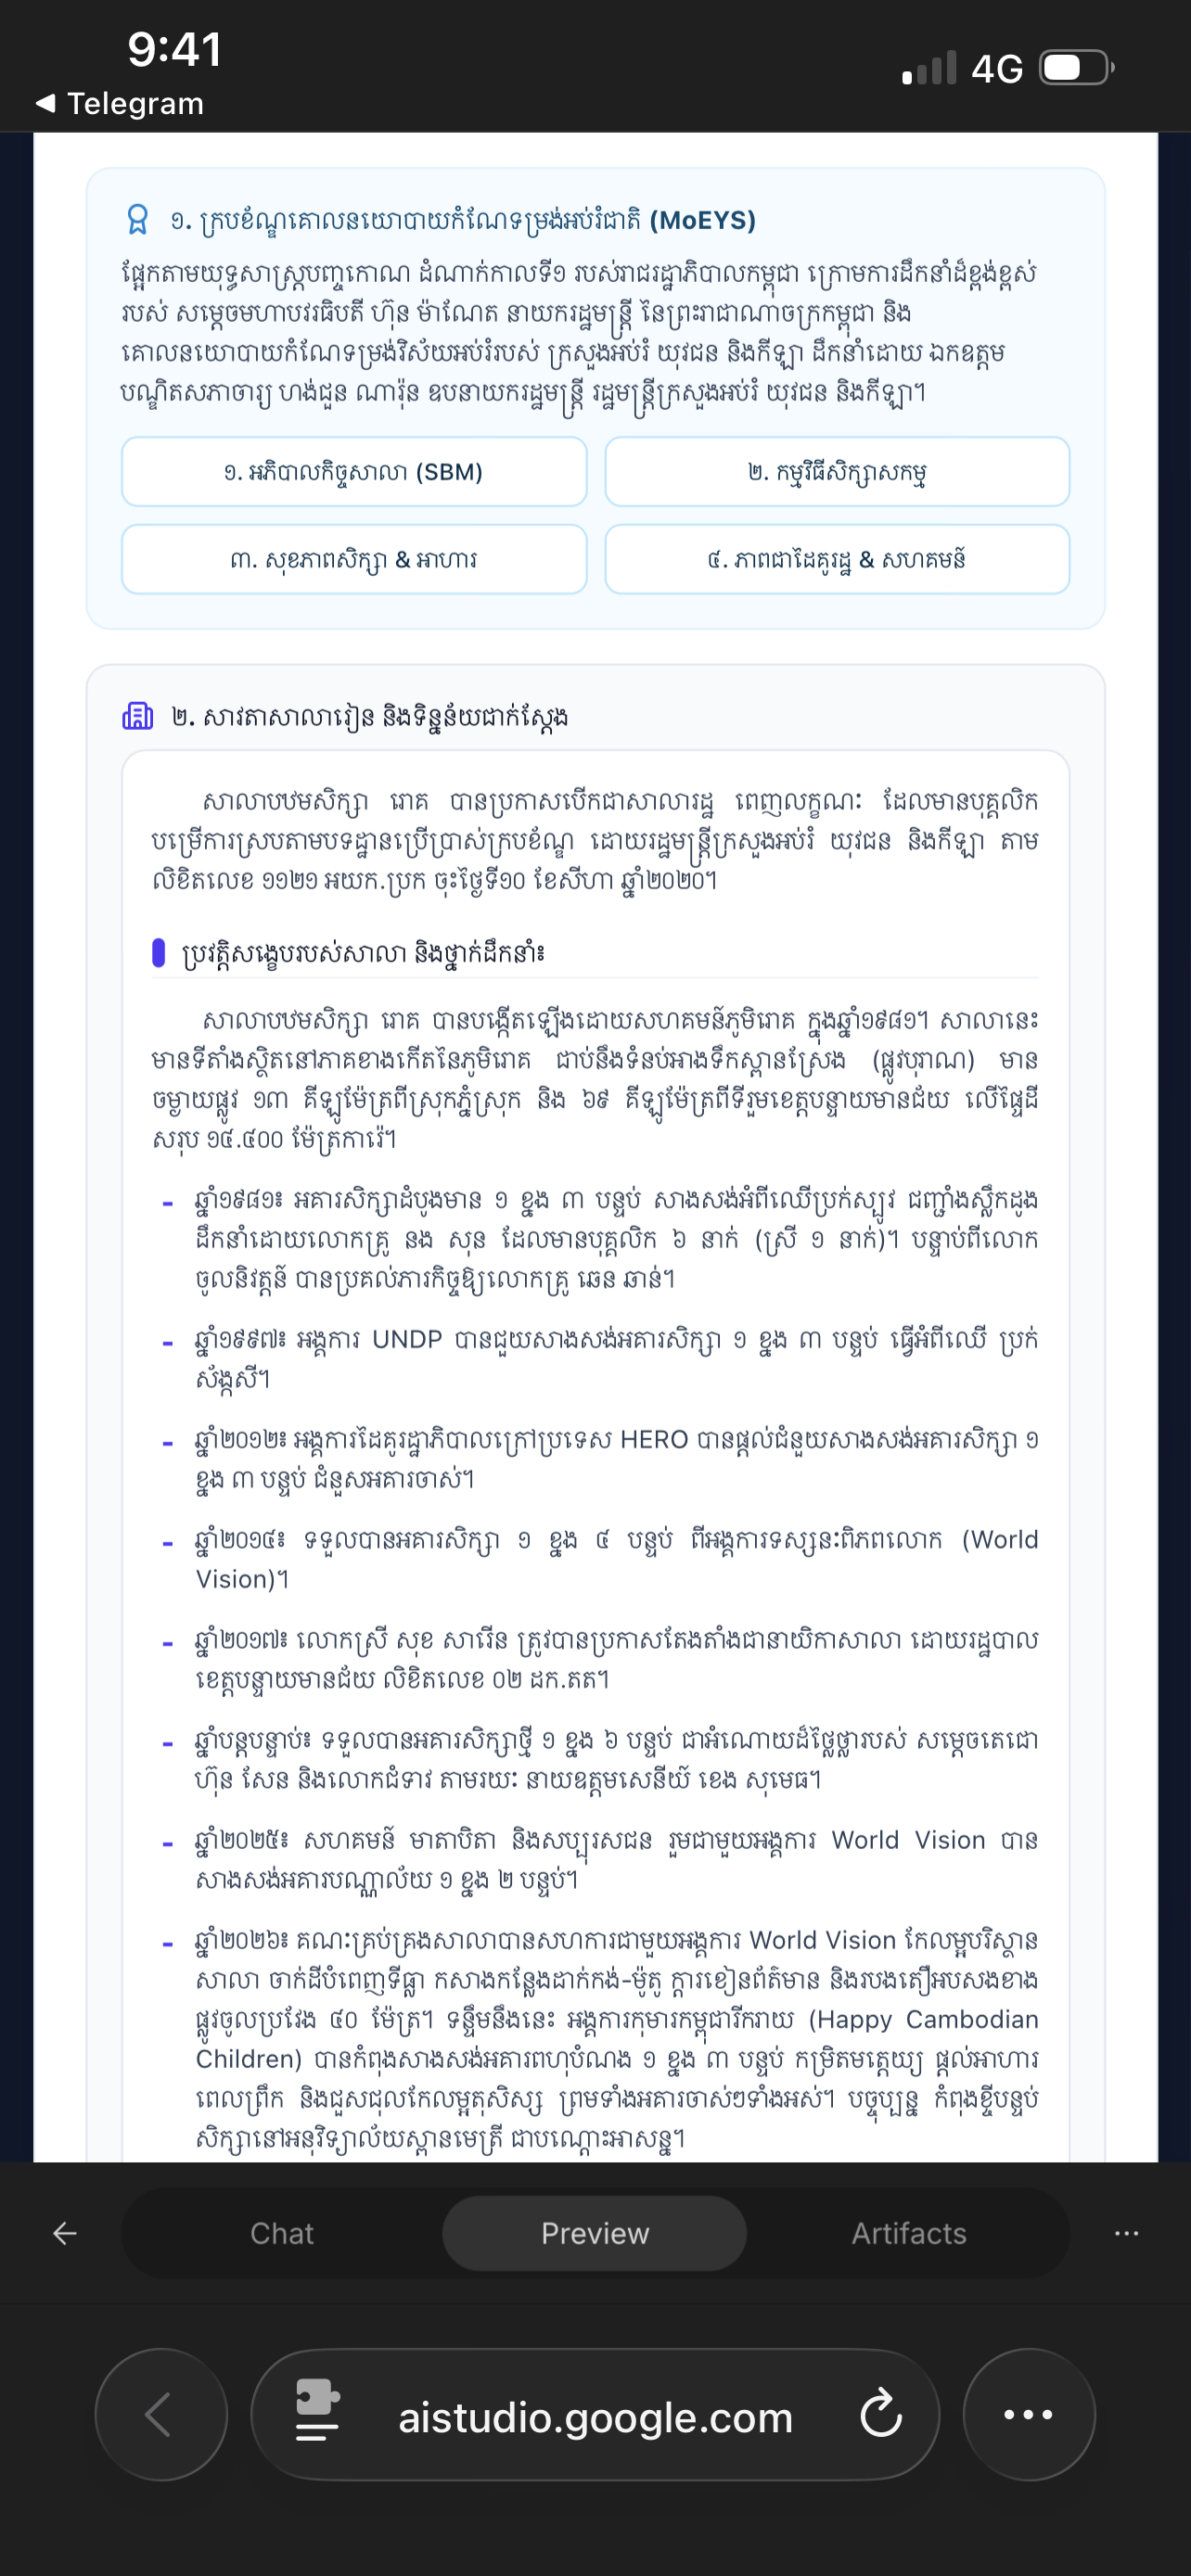 9:41
4G
◀ Telegram
១. ក្របខ័ណ្ឌគោលនយោបាយកំណែទម្រង់អប់រំជាតិ (MoEYS)
ផ្អែកតាមយុទ្ធសាស្ត្របញ្ចកោណ ដំណាក់កាលទី១ របស់រាជរដ្ឋាភិបាលកម្ពុជា ក្រោមការដឹកនាំដ៏ខ្ពង់ខ្ពស់
របស់ សម្តេចមហាបវរធិបតី ហ៊ុន ម៉ាណែត នាយករដ្ឋមន្ត្រី នៃព្រះរាជាណាចក្រកម្ពុជា និង
គោលនយោបាយកំណែទម្រង់វិស័យអប់រំរបស់ ក្រសួងអប់រំ យុវជន និងកីឡា ដឹកនាំដោយ ឯកឧត្តម
បណ្ឌិតសភាចារ្យ ហង់ជួន ណារ៉ុន ឧបនាយករដ្ឋមន្ត្រី រដ្ឋមន្ត្រីក្រសួងអប់រំ យុវជន និងកីឡា។
១. អភិបាលកិច្ចសាលា (SBM)
២. កម្មវិធីសិក្សាសកម្ម
៣. សុខភាពសិក្សា & អាហារ
៤. ភាពជាដៃគូរដ្ឋ & សហគមន៍
២. សាវតាសាលារៀន និងទិន្នន័យជាក់ស្តែង
សាលាបឋមសិក្សា រោគ បានប្រកាសបើកជាសាលារដ្ឋ ពេញលក្ខណៈ ដែលមានបុគ្គលិក
បម្រើការស្របតាមបទដ្ឋានប្រើប្រាស់ក្របខ័ណ្ឌ ដោយរដ្ឋមន្ត្រីក្រសួងអប់រំ យុវជន និងកីឡា តាម
លិខិតលេខ ១១២១ អយក.ប្រក ចុះថ្ងៃទី១០ ខែសីហា ឆ្នាំ២០២០។
ប្រវត្តិសង្ខេបរបស់សាលា និងថ្នាក់ដឹកនាំ៖
សាលាបឋមសិក្សា រោគ បានបង្កើតឡើងដោយសហគមន៍ភូមិរោគ ក្នុងឆ្នាំ១៩៨១។ សាលានេះ
មានទីតាំងស្ថិតនៅភាគខាងកើតនៃភូមិរោគ ជាប់នឹងទំនប់អាងទឹកស្ពានស្រែង (ផ្លូវបុរាណ) មាន
ចម្ងាយផ្លូវ ១៣ គីឡូម៉ែត្រពីស្រុកភ្នំស្រុក និង ៦៩ គីឡូម៉ែត្រពីទីរួមខេត្តបន្ទាយមានជ័យ លើផ្ទៃដី
សរុប ១៤.៤០០ ម៉ែត្រការ៉េ។
- ឆ្នាំ១៩៨១៖ អគារសិក្សាដំបូងមាន ១ ខ្នង ៣ បន្ទប់ សាងសង់អំពីឈើប្រក់ស្បូវ ជញ្ជាំងស្លឹកដូង
ដឹកនាំដោយលោកគ្រូ នង សុន ដែលមានបុគ្គលិក ៦ នាក់ (ស្រី ១ នាក់)។ បន្ទាប់ពីលោក
ចូលនិវត្តន៍ បានប្រគល់ភារកិច្ចឱ្យលោកគ្រូ ឆេន ឆាន់។
- ឆ្នាំ១៩៩៧៖ អង្គការ UNDP បានជួយសាងសង់អគារសិក្សា ១ ខ្នង ៣ បន្ទប់ ធ្វើអំពីឈើ ប្រក់
ស័ង្កសី។
- ឆ្នាំ២០១២៖ អង្គការដៃគូរដ្ឋាភិបាលក្រៅប្រទេស HERO បានផ្តល់ជំនួយសាងសង់អគារសិក្សា ១
ខ្នង ៣ បន្ទប់ ជំនួសអគារចាស់។
- ឆ្នាំ២០១៤៖ ទទួលបានអគារសិក្សា ១ ខ្នង ៤ បន្ទប់ ពីអង្គការទស្សនៈពិភពលោក (World
Vision)។
- ឆ្នាំ២០១៧៖ លោកស្រី សុខ សារើន ត្រូវបានប្រកាសតែងតាំងជានាយិកាសាលា ដោយរដ្ឋបាល
ខេត្តបន្ទាយមានជ័យ លិខិតលេខ ០២ ដក.តត។
- ឆ្នាំបន្តបន្ទាប់៖ ទទួលបានអគារសិក្សាថ្មី ១ ខ្នង ៦ បន្ទប់ ជាអំណោយដ៏ថ្លៃថ្លារបស់ សម្តេចតេជោ
ហ៊ុន សែន និងលោកជំទាវ តាមរយៈ នាយឧត្តមសេនីយ៍ ខេង សុមេធ។
- ឆ្នាំ២០២៥៖ សហគមន៍ មាតាបិតា និងសប្បុរសជន រួមជាមួយអង្គការ World Vision បាន
សាងសង់អគារបណ្ណាល័យ ១ ខ្នង ២ បន្ទប់។
- ឆ្នាំ២០២៦៖ គណៈគ្រប់គ្រងសាលាបានសហការជាមួយអង្គការ World Vision កែលម្អបរិស្ថាន
សាលា ចាក់ដីបំពេញទីធ្លា កសាងកន្លែងដាក់កង់-ម៉ូតូ ក្តារខៀនព័ត៌មាន និងរបងតឿអបសងខាង
ផ្លូវចូលប្រវែង ៤០ ម៉ែត្រ។ ទន្ទឹមនឹងនេះ អង្គការកុមារកម្ពុជារីករាយ (Happy Cambodian
Children) បានកំពុងសាងសង់អគារពហុបំណង ១ ខ្នង ៣ បន្ទប់ កម្រិតមត្តេយ្យ ផ្តល់អាហារ
ពេលព្រឹក និងជួសជុលកែលម្អតុសិស្ស ព្រមទាំងអគារចាស់ៗទាំងអស់។ បច្ចុប្បន្ន កំពុងខ្ចីបន្ទប់
សិក្សានៅអនុវិទ្យាល័យស្ពានមេត្រី ជាបណ្តោះអាសន្ន។
Chat
Preview
Artifacts
aistudio.google.com